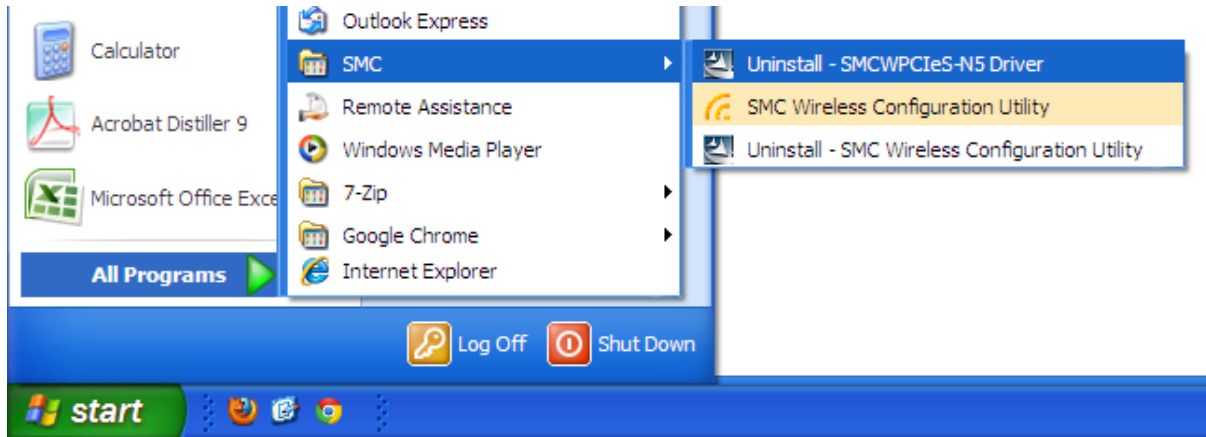 Calculator
Acrobat Distiller 9
Microsoft Office Exce
All Programs
Outlook Express
SMC
Remote Assistance
Windows Media Player
7-Zip
Google Chrome
Internet Explorer
Uninstall - SMCWPCIeS-N5 Driver
SMC Wireless Configuration Utility
Uninstall - SMC Wireless Configuration Utility
Log Off
Shut Down
start